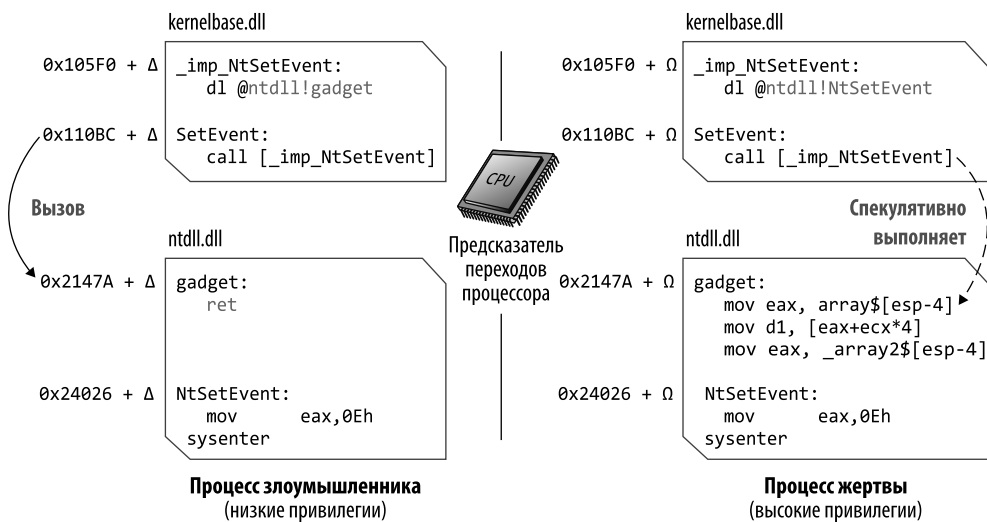 kernelbase.dll
0x105F0 + Δ
_imp_NtSetEvent:
dl @ntdll!gadget
0x110BC + Δ
SetEvent:
call [_imp_NtSetEvent]
Вызов
ntdll.dll
0x2147A + Δ
gadget:
ret
0x24026 + Δ
NtSetEvent:
mov eax,0Eh
sysenter
Процесс злоумышленника
(низкие привилегии)
CPU
Предсказатель
переходов
процессора
kernelbase.dll
0x105F0 + Ω
_imp_NtSetEvent:
dl @ntdll!NtSetEvent
0x110BC + Ω
SetEvent:
call [_imp_NtSetEvent]
Спекулятивно
выполняет
ntdll.dll
0x2147A + Ω
gadget:
mov eax, array$[esp-4]
mov d1, [eax+ecx*4]
mov eax, _array2$[esp-4]
0x24026 + Ω
NtSetEvent:
mov eax,0Eh
sysenter
Процесс жертвы
(высокие привилегии)